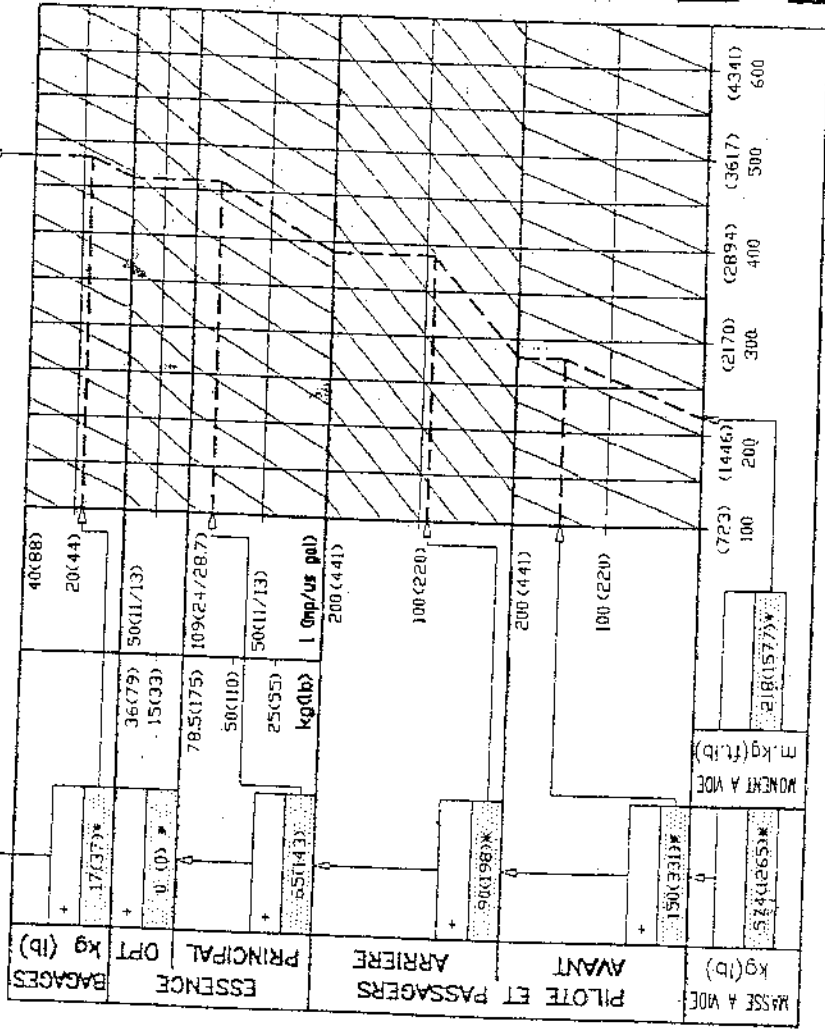 40(88)
20(44)
BAGAGES
kg (lb)
+
17(37)*
36(79)
50(11/13)
15(33)
OPT
+
0 (0) *
ESSENCE
PRINCIPAL
78.5(175)
109(24/28.7)
50(110)
50(11/13)
25(55)
kg(lb)
l (imp/us gal)
+
65(143)
PILOTE ET PASSAGERS
ARRIERE
200 (441)
100 (220)
+
90(198)*
AVANT
200 (441)
100 (220)
+
150(331)*
MASSE A VIDE
kg(lb)
574(1265)*
MOMENT A VIDE
m.kg(ft.lb)
218(1577)*
(723) (1446) (2170) (2894) (3617) (4341)
100 200 300 400 500 600